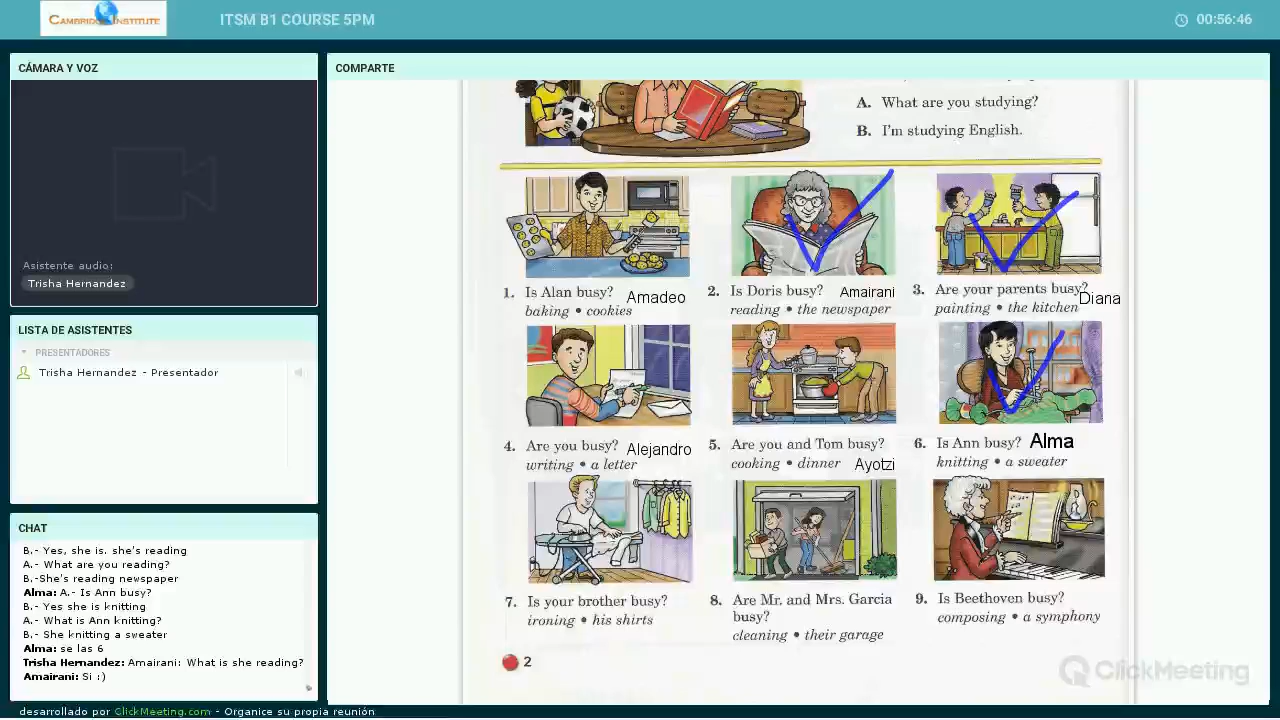 CAMBRIDGE INSTITUTE
ITSM B1 COURSE 5PM
00:56:46
CÁMARA Y VOZ
Asistente audio:
Trisha Hernandez
LISTA DE ASISTENTES
PRESENTADORES
Trisha Hernandez - Presentador
CHAT
B.- Yes, she is. she's reading
A.- What are you reading?
B.-She's reading newspaper
Alma: A.- Is Ann busy?
B.- Yes she is knitting
A.- What is Ann knitting?
B.- She knitting a sweater
Alma: se las 6
Trisha Hernandez: Amairani: What is she reading?
Amairani: Si :)
COMPARTE
A. What are you studying?
B. I'm studying English.
1. Is Alan busy? Amadeo
baking • cookies
2. Is Doris busy? Amairani
reading • the newspaper
3. Are your parents busy? Diana
painting • the kitchen
4. Are you busy? Alejandro
writing • a letter
5. Are you and Tom busy?
cooking • dinner Ayotzi
6. Is Ann busy? Alma
knitting • a sweater
7. Is your brother busy?
ironing • his shirts
8. Are Mr. and Mrs. Garcia
busy?
cleaning • their garage
9. Is Beethoven busy?
composing • a symphony
2
ClickMeeting
desarrollado por ClickMeeting.com - Organice su propia reunión